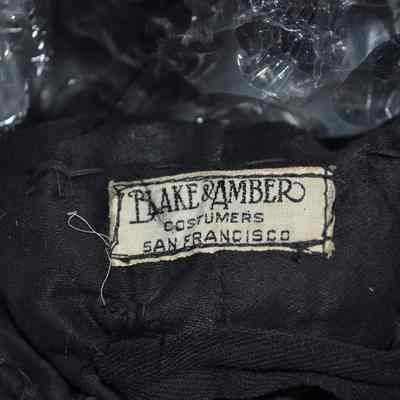 BLAKE & AMBER
COSTUMERS
SAN FRANCISCO